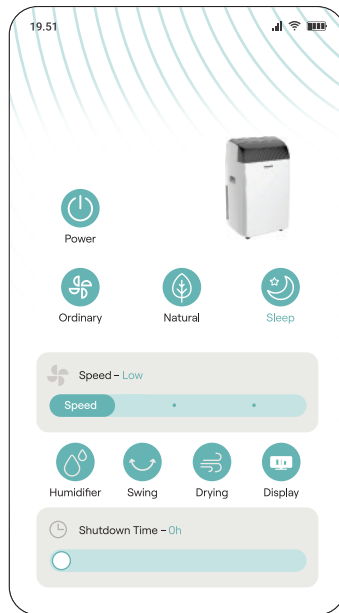 19.51
Power
Ordinary Natural Sleep
Speed – Low
Speed
Humidifier Swing Drying Display
Shutdown Time – 0h